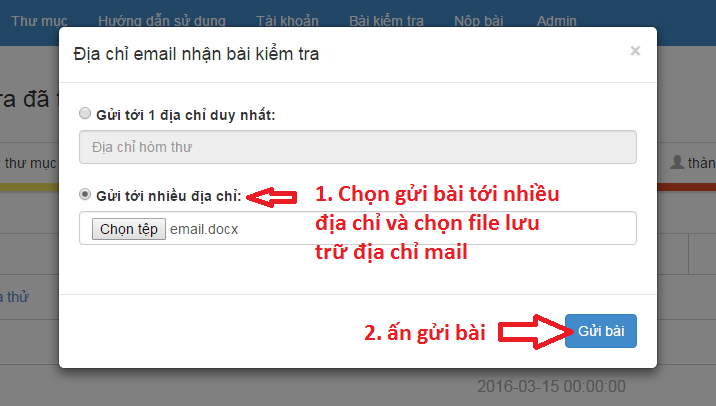 Thư mục Hướng dẫn sử dụng Tài khoản Bài kiểm tra Nộp bài Admin
Địa chỉ email nhận bài kiểm tra ×
ra đã t
Gửi tới 1 địa chỉ duy nhất:
Địa chỉ hòm thư
thư mục
thàn
Gửi tới nhiều địa chỉ:
1. Chọn gửi bài tới nhiều
địa chỉ và chọn file lưu
trữ địa chỉ mail
Chọn tệp email.docx
a thử
2. ấn gửi bài
Gửi bài
2016-03-15 00:00:00